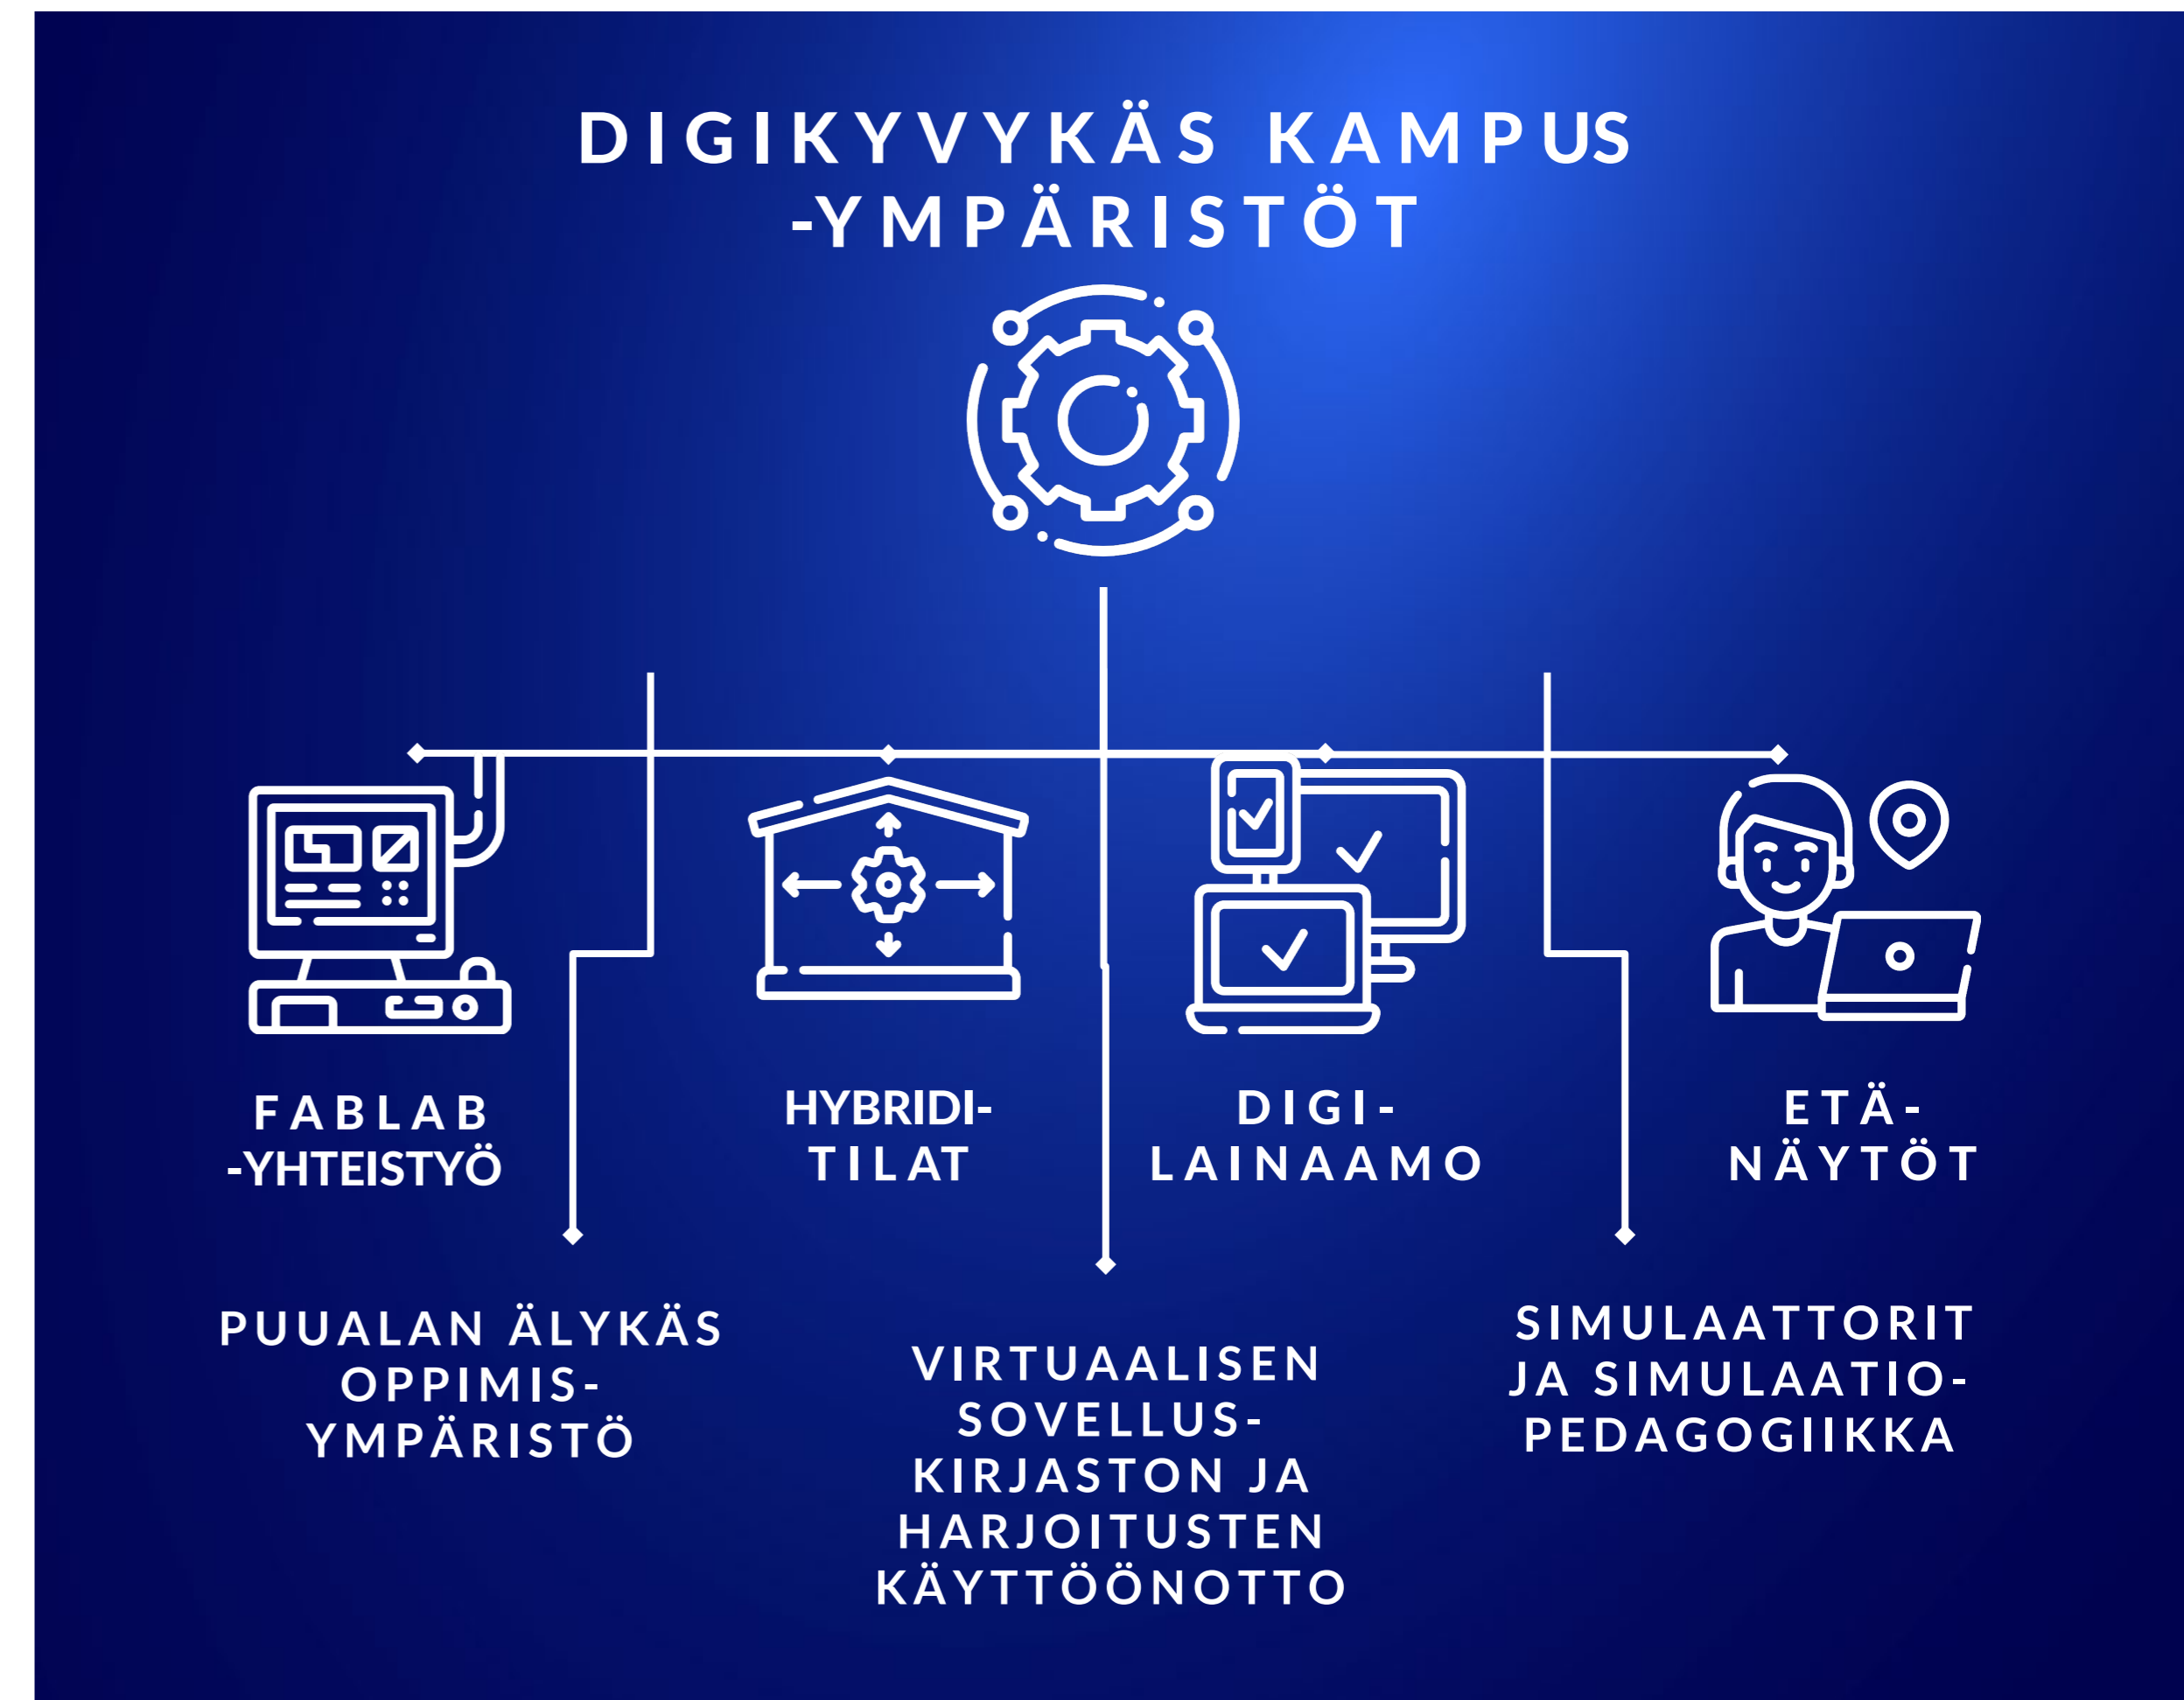 DIGIKYVYKÄS KAMPUS
-YMPÄRISTÖT
FABLAB
-YHTEISTYÖ
HYBRIDI-
TILAT
DIGI-
LAINAAMO
ETÄ-
NÄYTÖT
PUUALAN ÄLYKÄS
OPPIMIS-
YMPÄRISTÖ
VIRTUAALISEN
SOVELLUS-
KIRJASTON JA
HARJOITUSTEN
KÄYTTÖÖNOTTO
SIMULAATTORIT
JA SIMULAATIO-
PEDAGOGIIKKA